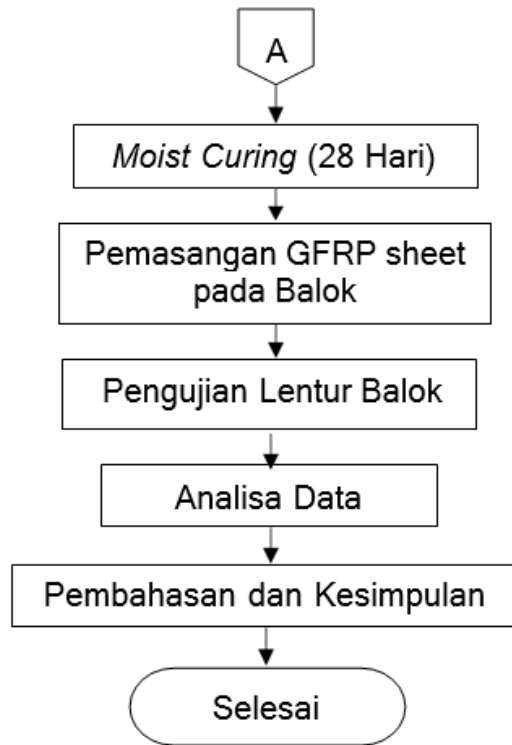 A
Moist Curing (28 Hari)
Pemasangan GFRP sheet
pada Balok
Pengujian Lentur Balok
Analisa Data
Pembahasan dan Kesimpulan
Selesai